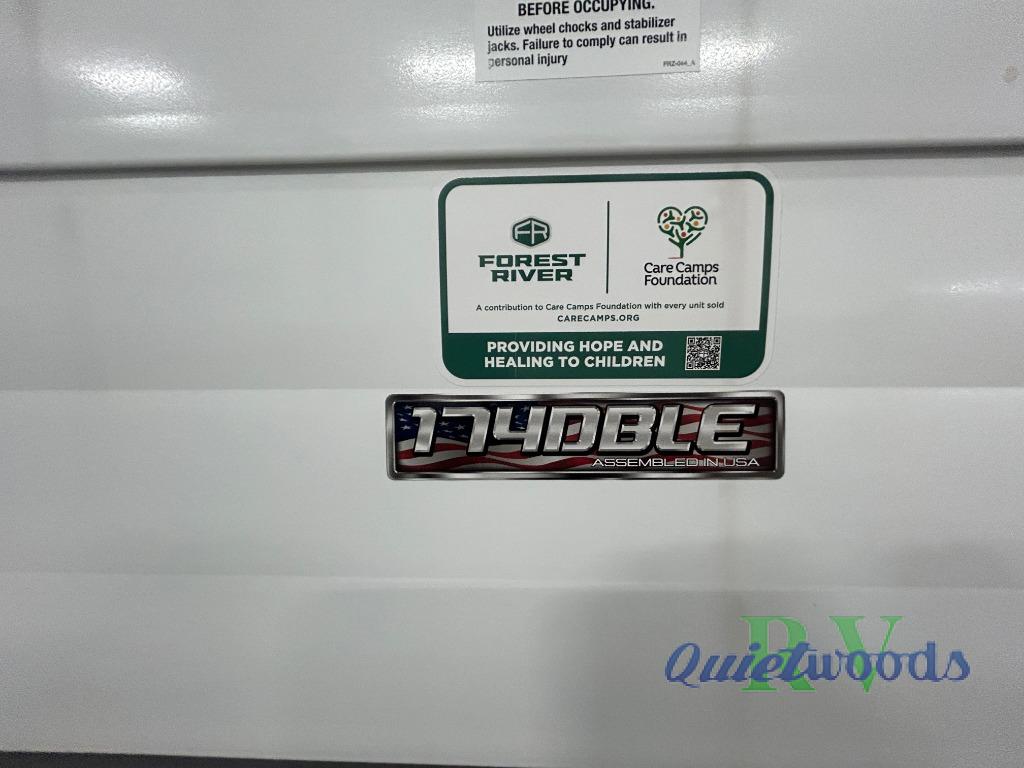 BEFORE OCCUPYING.
Utilize wheel chocks and stabilizer
jacks. Failure to comply can result in
personal injury
FRZ-044_A
FR
FOREST
RIVER
Care Camps
Foundation
A contribution to Care Camps Foundation with every unit sold
CARECAMPS.ORG
PROVIDING HOPE AND
HEALING TO CHILDREN
174DBLE
ASSEMBLED IN USA
RV
Quietwoods